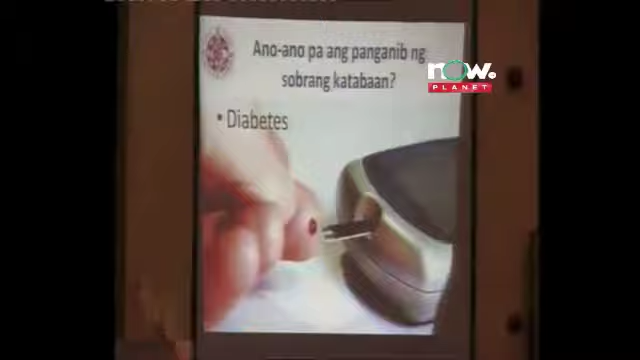 Ano-ano pa ang panganib ng
sobrang katabaan?
now.
PLANET
• Diabetes